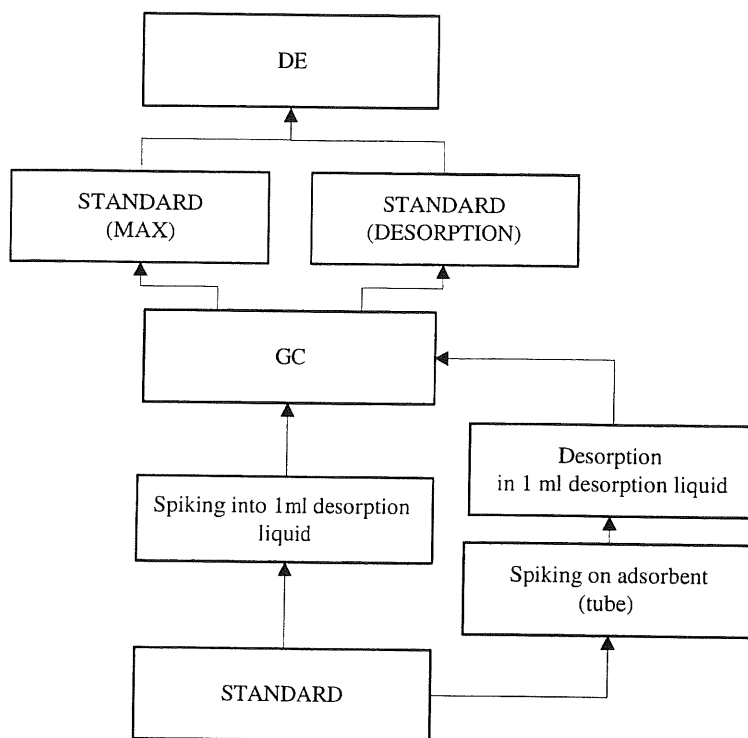 DE
STANDARD
(MAX)
STANDARD
(DESORPTION)
GC
Desorption
in 1 ml desorption liquid
Spiking into 1ml desorption
liquid
Spiking on adsorbent
(tube)
STANDARD